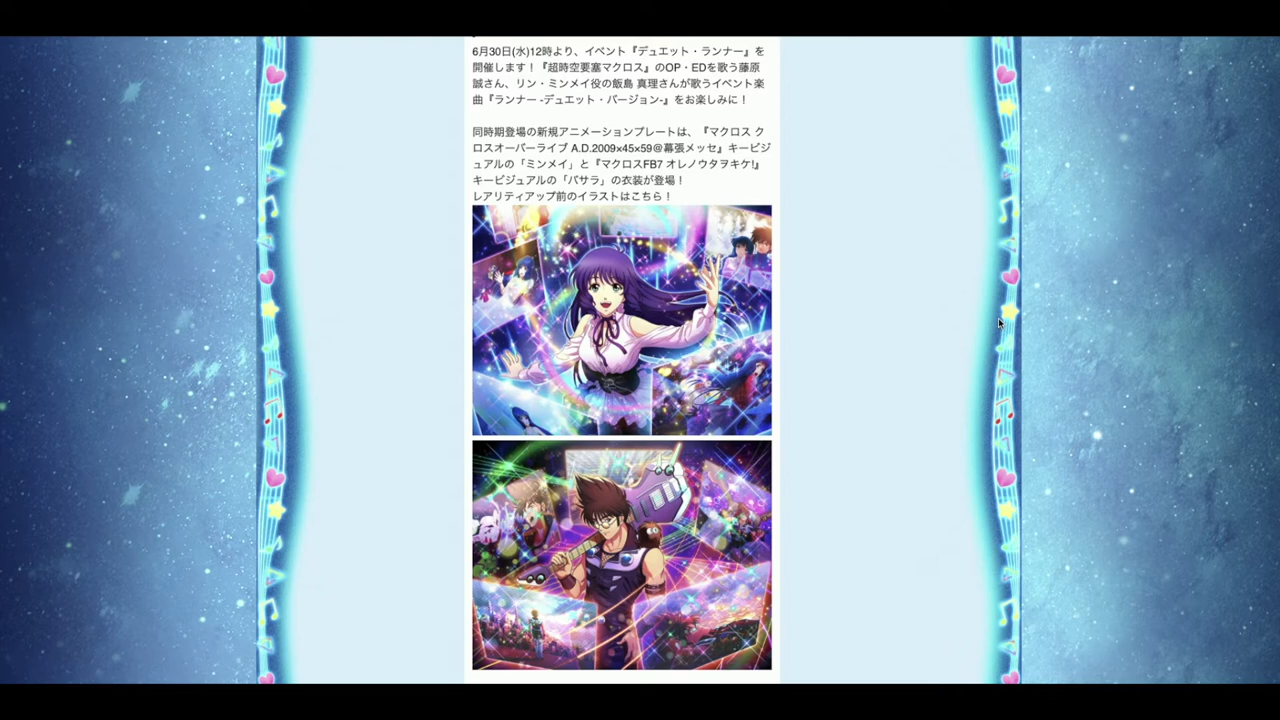 6月30日(水)12時より、イベント『デュエット・ランナー』を
開催します！『超時空要塞マクロス』のOP・EDを歌う藤原
誠さん、リン・ミンメイ役の飯島 真理さんが歌うイベント楽
曲『ランナー -デュエット・バージョン-』をお楽しみに！
同時期登場の新規アニメーションプレートは、『マクロス ク
ロスオーバーライブ A.D.2009×45×59＠幕張メッセ』キービジ
ュアルの「ミンメイ」と『マクロスFB7 オレノウタヲキケ!』
キービジュアルの「バサラ」の衣装が登場！
レアリティアップ前のイラストはこちら！